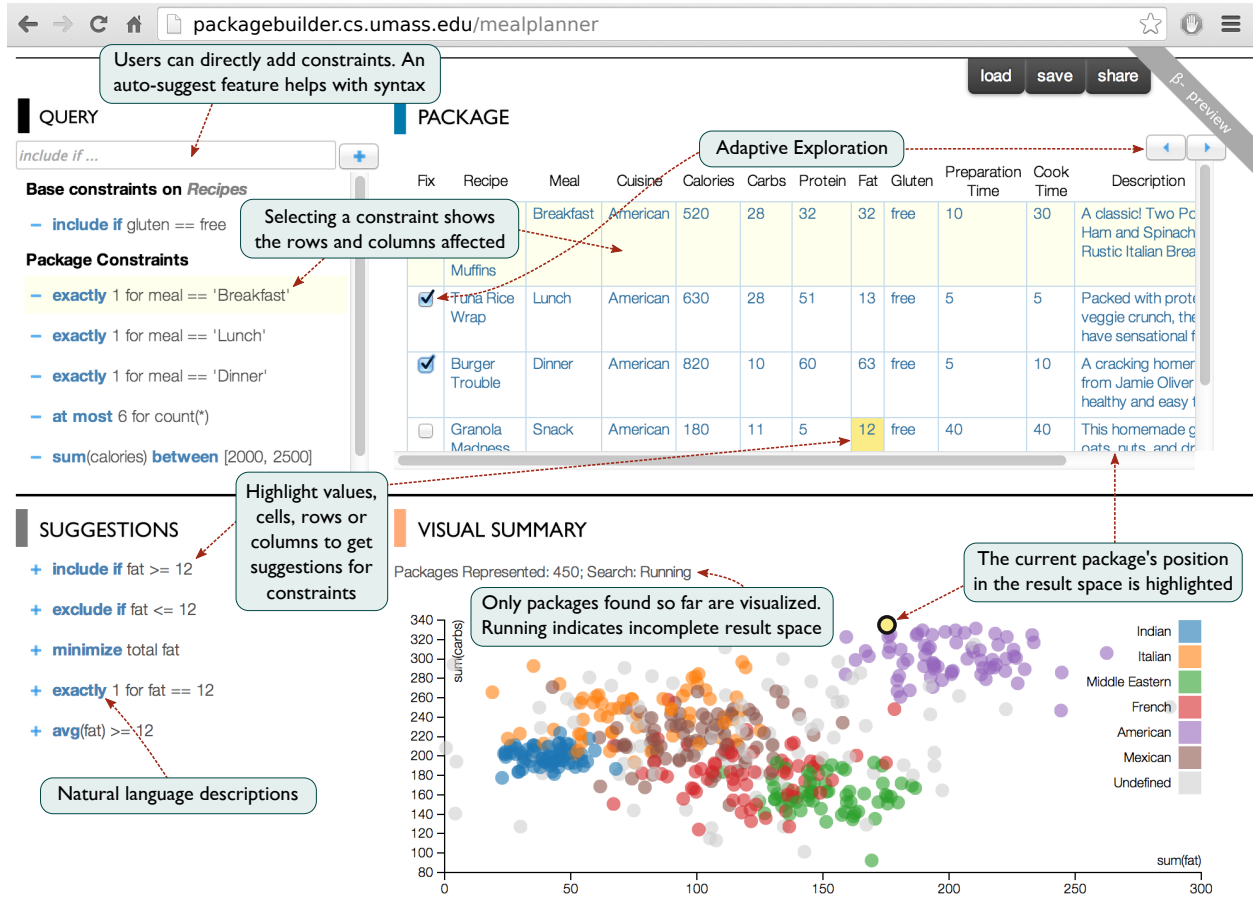 packagebuilder.cs.umass.edu/mealplanner
Users can directly add constraints. An
auto-suggest feature helps with syntax
load save share
β- preview
QUERY
PACKAGE
include if ...
Adaptive Exploration
Fix Recipe Meal Cuisine Calories Carbs Protein Fat Gluten Preparation Time Cook Time Description
Base constraints on Recipes
include if gluten == free
Selecting a constraint shows
the rows and columns affected
Package Constraints
exactly 1 for meal == 'Breakfast'
exactly 1 for meal == 'Lunch'
exactly 1 for meal == 'Dinner'
at most 6 for count(*)
sum(calories) between [2000, 2500]
Muffins Breakfast American 520 28 32 32 free 10 30 A classic! Two Po
Ham and Spinach
Rustic Italian Brea
Tuna Rice Lunch American 630 28 51 13 free 5 5 Packed with prote
Wrap veggie crunch, the
have sensational f
Burger Dinner American 820 10 60 63 free 5 10 A cracking homer
Trouble from Jamie Oliver
healthy and easy f
Granola Snack American 180 11 5 12 free 40 40 This homemade g
Madness oats, nuts, and dr
Highlight values,
cells, rows or
columns to get
suggestions for
constraints
SUGGESTIONS
+ include if fat >= 12
+ exclude if fat <= 12
+ minimize total fat
+ exactly 1 for fat == 12
+ avg(fat) >= 12
Natural language descriptions
VISUAL SUMMARY
Packages Represented: 450; Search: Running
Only packages found so far are visualized.
Running indicates incomplete result space
The current package's position
in the result space is highlighted
sum(carbs)
340
320
300
280
260
240
220
200
180
160
140
120
100
80
Indian
Italian
Middle Eastern
French
American
Mexican
Undefined
sum(fat)
0 50 100 150 200 250 300